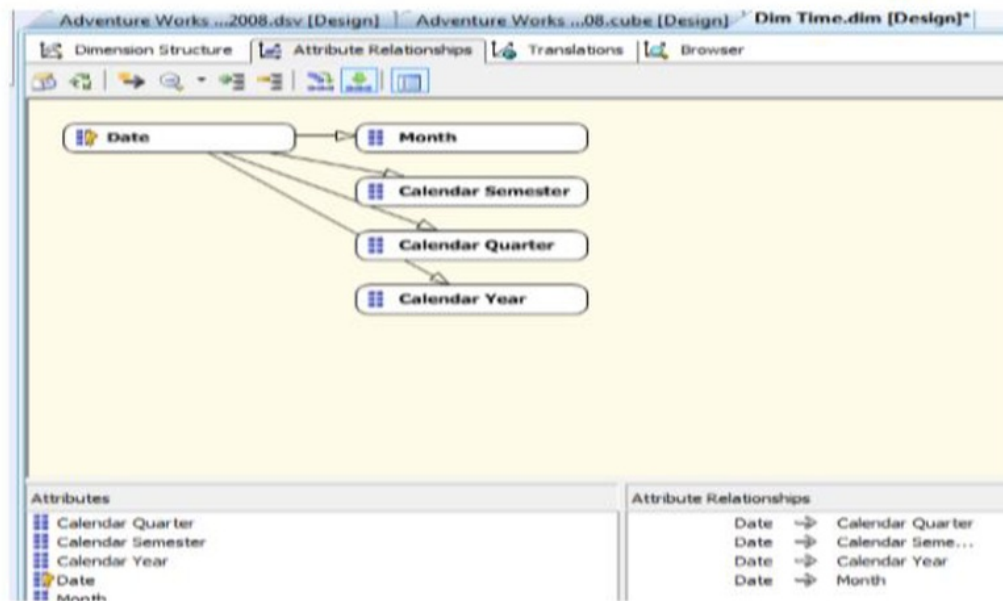 Adventure Works ...2008.dsv [Design] Adventure Works ...08.cube [Design] Dim Time.dim [Design]*
Dimension Structure Attribute Relationships Translations Browser
Date Month
Calendar Semester
Calendar Quarter
Calendar Year
Attributes
Calendar Quarter
Calendar Semester
Calendar Year
Date
Month
Attribute Relationships
Date Calendar Quarter
Date Calendar Seme...
Date Calendar Year
Date Month